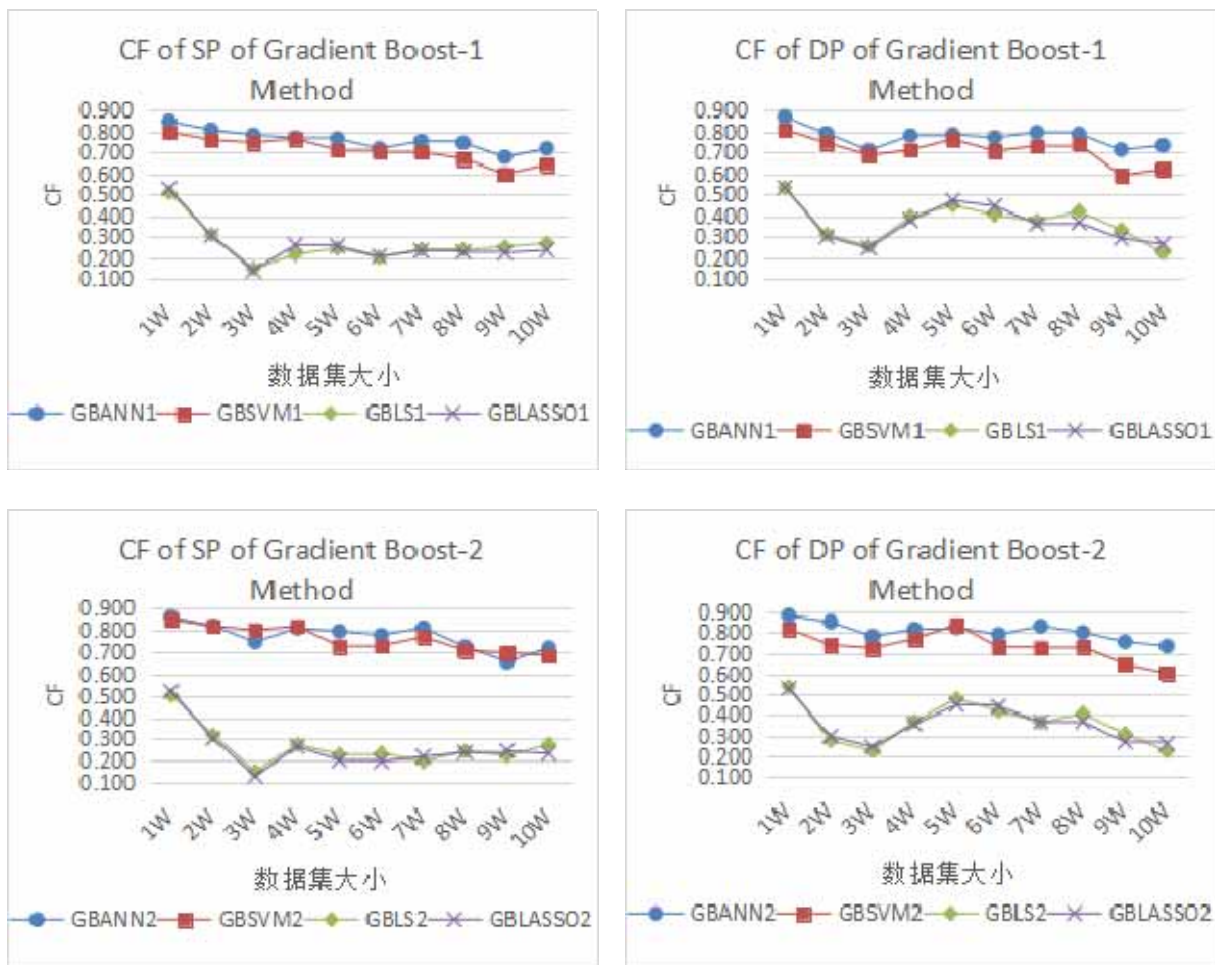 CF of SP of Gradient Boost-1
Method
0.900
0.800
0.700
0.600
0.500
0.400
0.300
0.200
0.100
CF
1W 2W 3W 4W 5W 6W 7W 8W 9W 10W
数据集大小
GBANN1 GBSVM1 GBLS1 GBLASSO1
CF of DP of Gradient Boost-1
Method
0.900
0.800
0.700
0.600
0.500
0.400
0.300
0.200
0.100
CF
1W 2W 3W 4W 5W 6W 7W 8W 9W 10W
数据集大小
GBANN1 GBSVM1 GBLS1 GBLASSO1
CF of SP of Gradient Boost-2
Method
0.900
0.800
0.700
0.600
0.500
0.400
0.300
0.200
0.100
CF
1W 2W 3W 4W 5W 6W 7W 8W 9W 10W
数据集大小
GBANN2 GBSVM2 GBLS2 GBLASSO2
CF of DP of Gradient Boost-2
Method
0.900
0.800
0.700
0.600
0.500
0.400
0.300
0.200
0.100
CF
1W 2W 3W 4W 5W 6W 7W 8W 9W 10W
数据集大小
GBANN2 GBSVM2 GBLS2 GBLASSO2